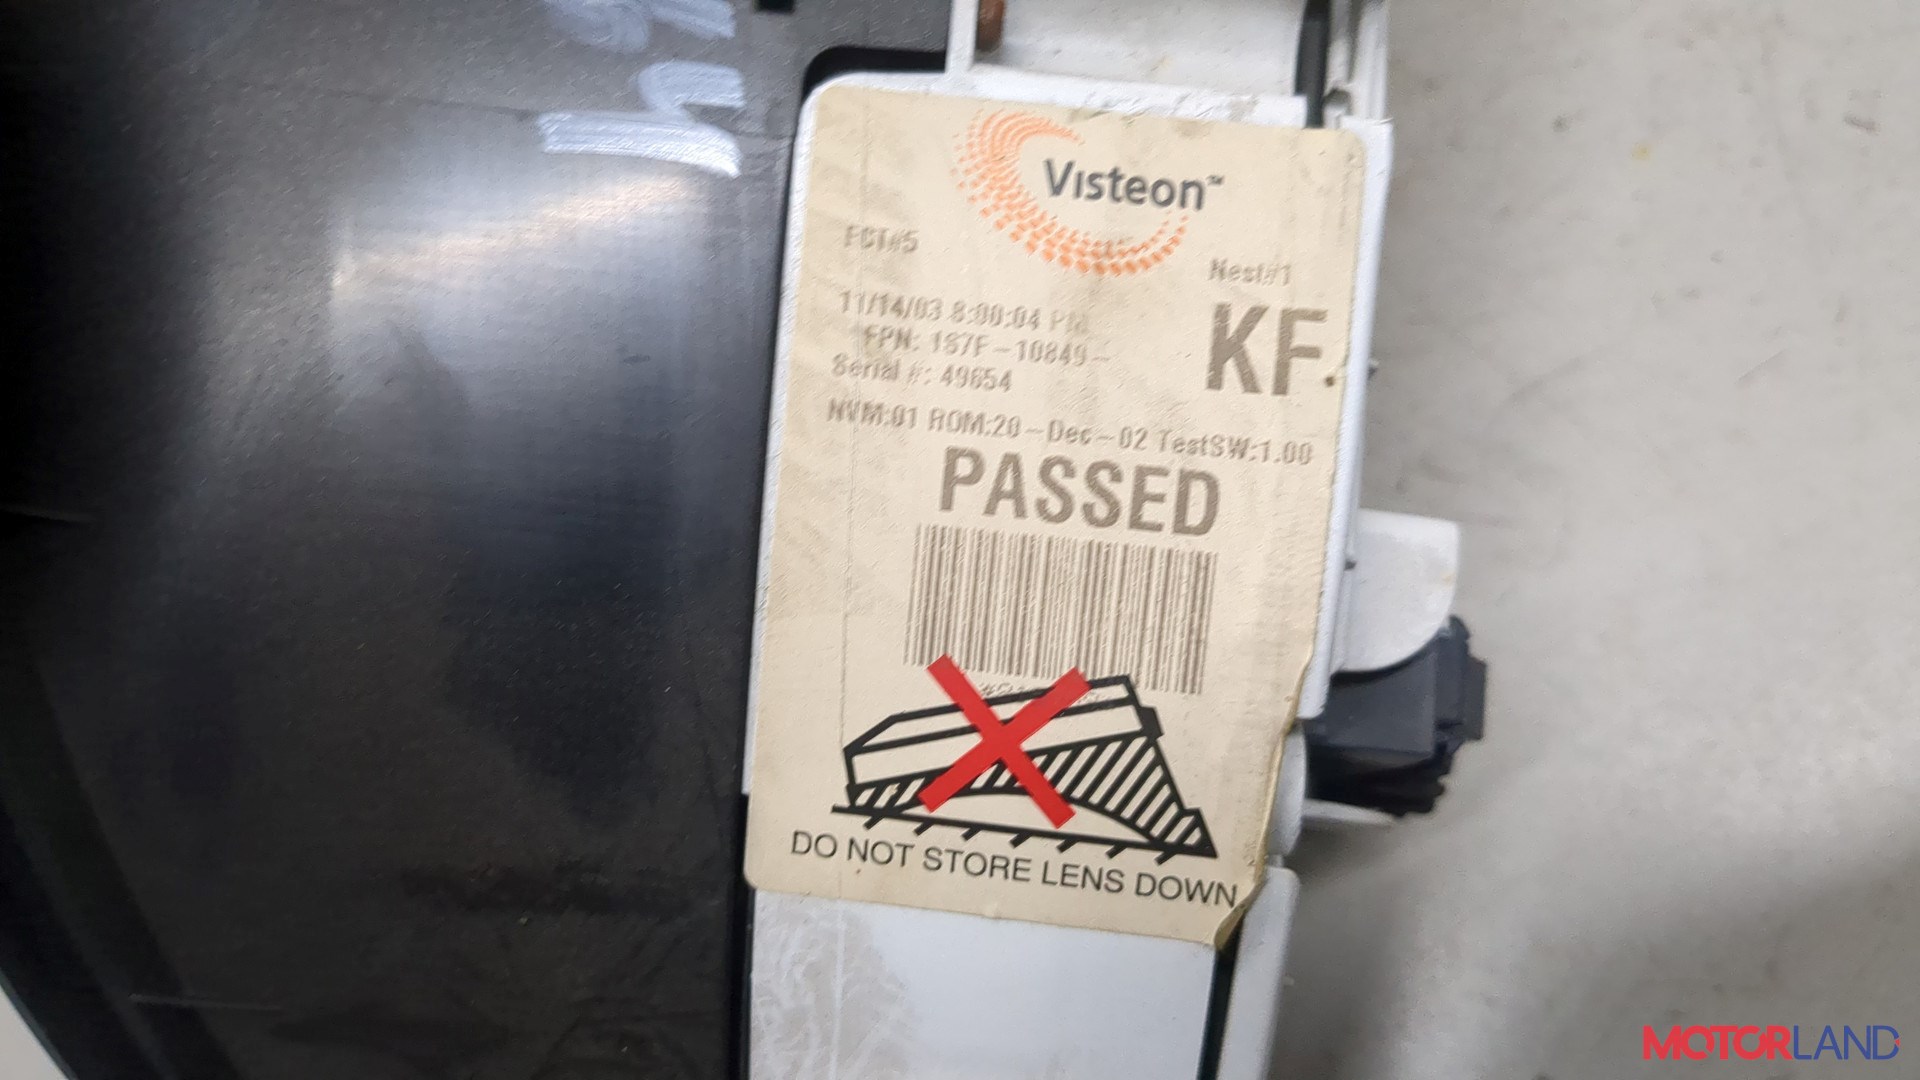 Visteon™
FCT#5
Nest#1
11/14/03 8:00:04 PM
KF
FPN: 1S7F-10849-
Serial #: 49654
NVM:01 ROM:20-Dec-02 TestSW:1.00
PASSED
DO NOT STORE LENS DOWN
MOTORLAND